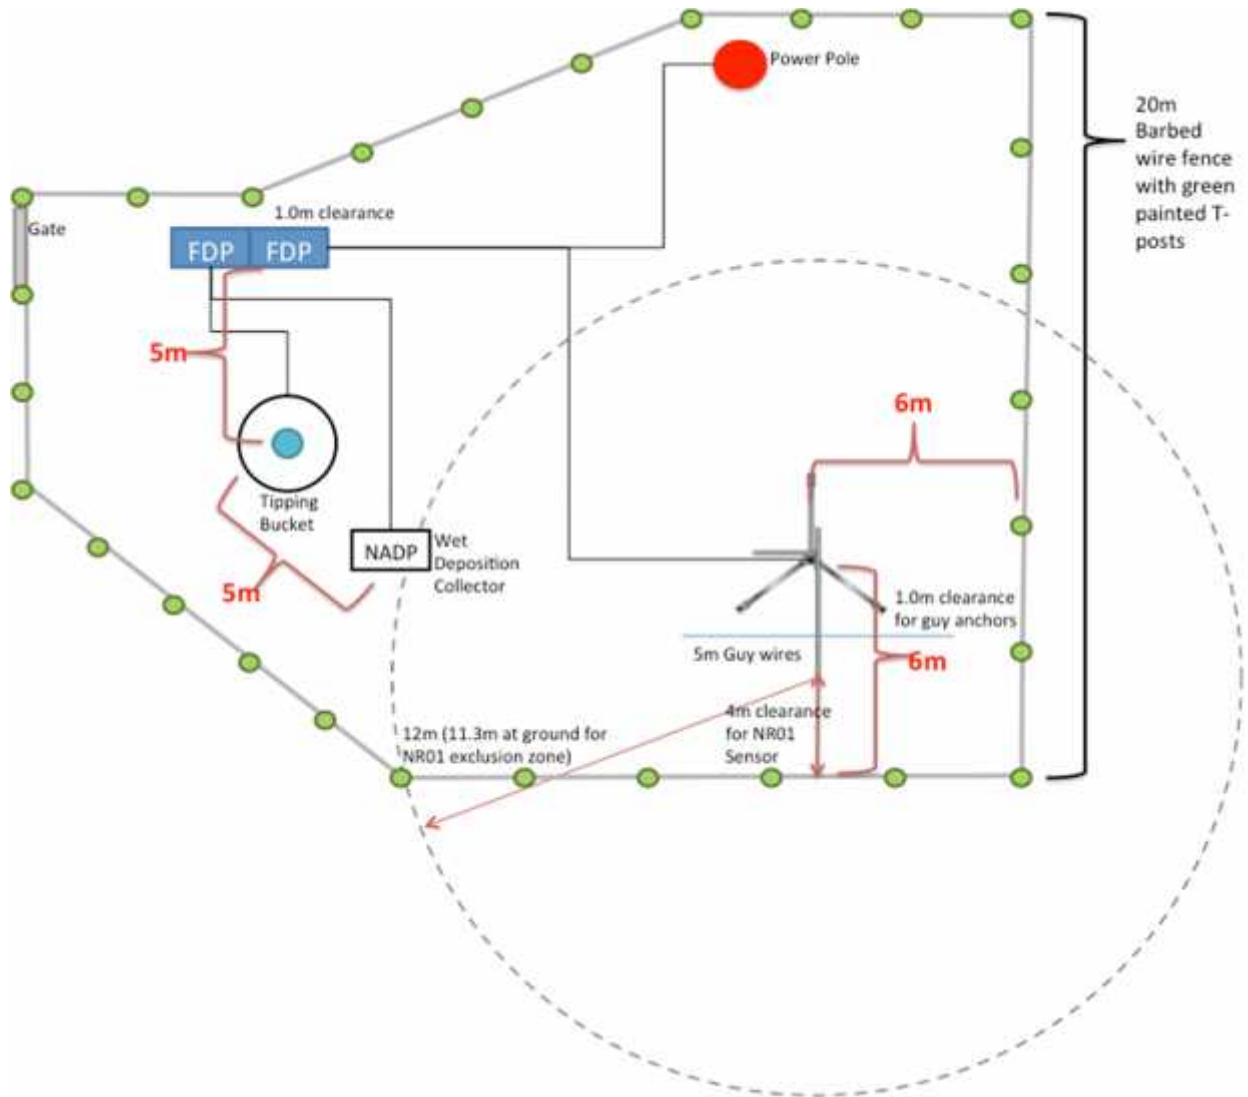 Power Pole
20m
Barbed
wire fence
with green
painted T-
posts
1.0m clearance
Gate
FDP
FDP
5m
6m
Tipping
Bucket
NADP
Wet
Deposition
Collector
5m
1.0m clearance
for guy anchors
5m Guy wires
6m
4m clearance
for NR01
Sensor
12m (11.3m at ground for
NR01 exclusion zone)